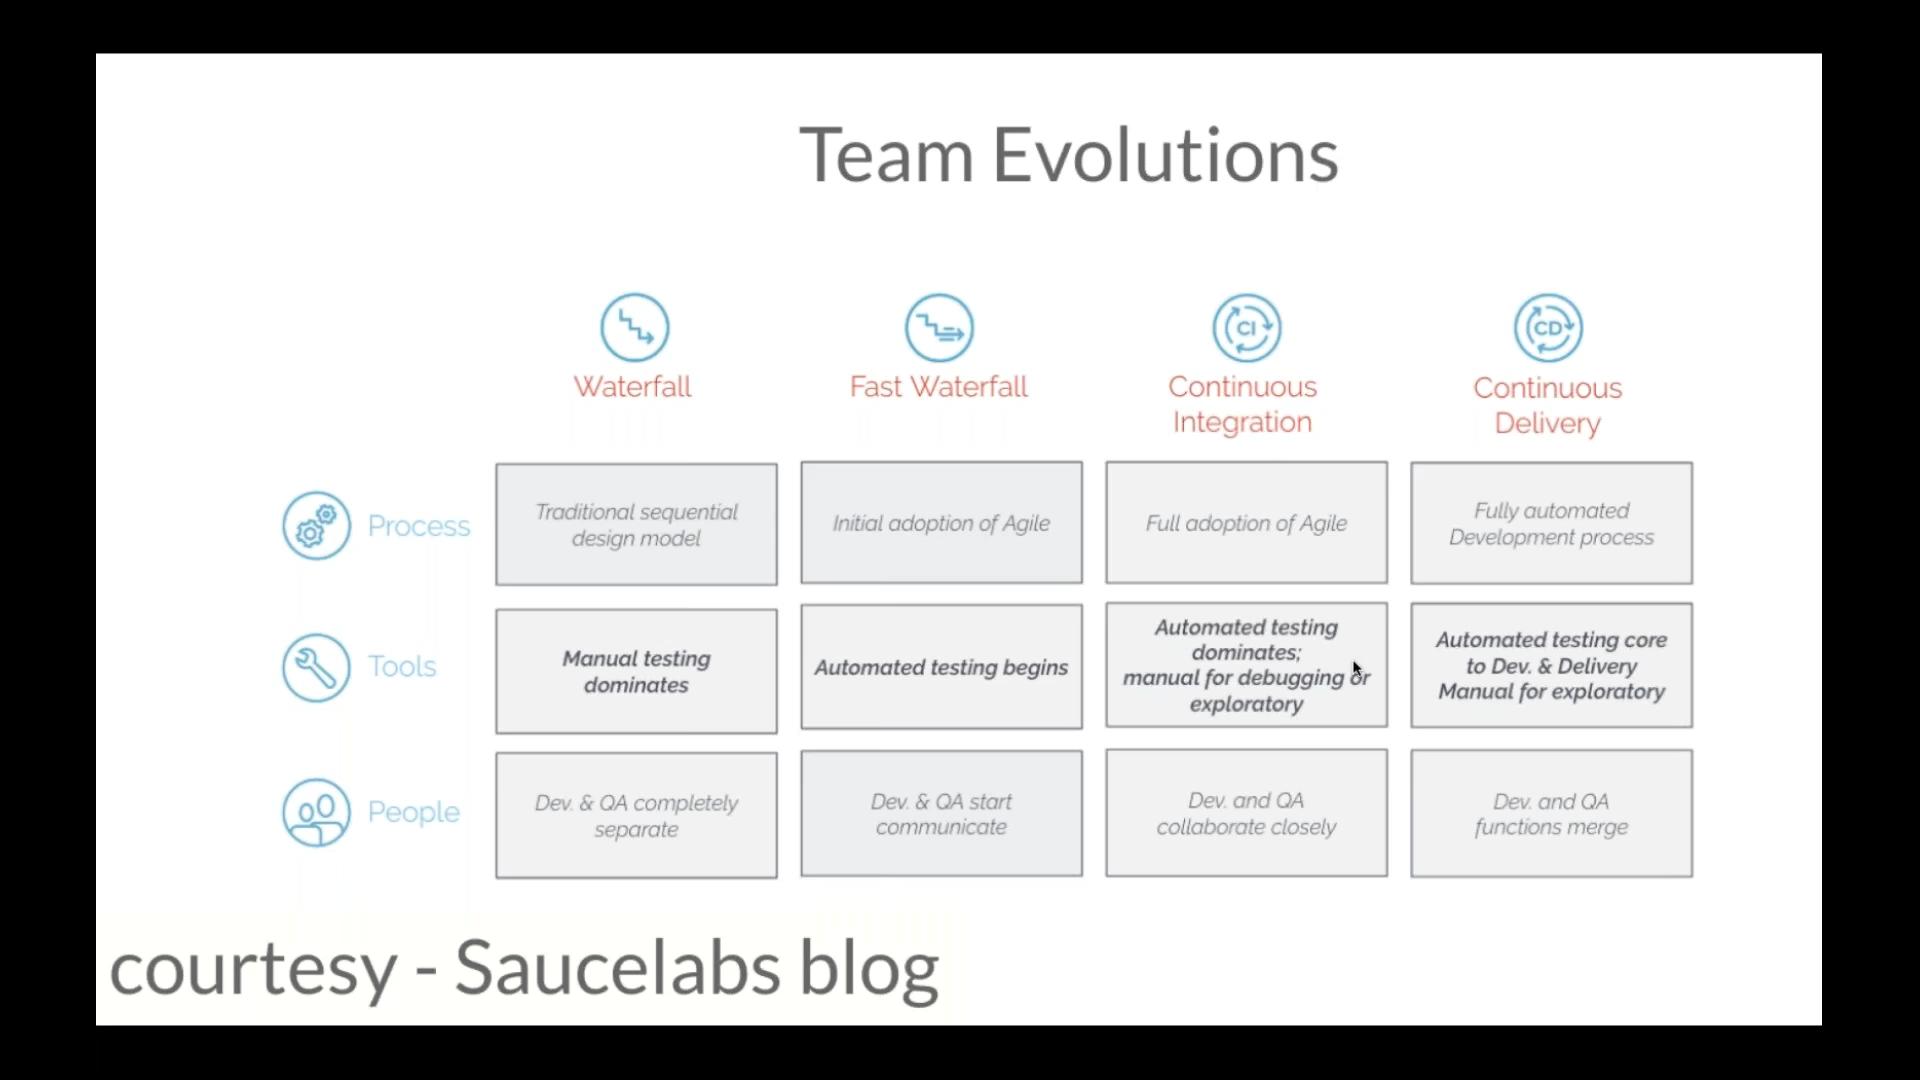 Team Evolutions
CI
CD
Waterfall
Fast Waterfall
Continuous
Integration
Continuous
Delivery
Process
Traditional sequential
design model
Initial adoption of Agile
Full adoption of Agile
Fully automated
Development process
Tools
Manual testing
dominates
Automated testing begins
Automated testing
dominates;
manual for debugging or
exploratory
Automated testing core
to Dev. & Delivery
Manual for exploratory
People
Dev. & QA completely
separate
Dev. & QA start
communicate
Dev. and QA
collaborate closely
Dev. and QA
functions merge
courtesy - Saucelabs blog